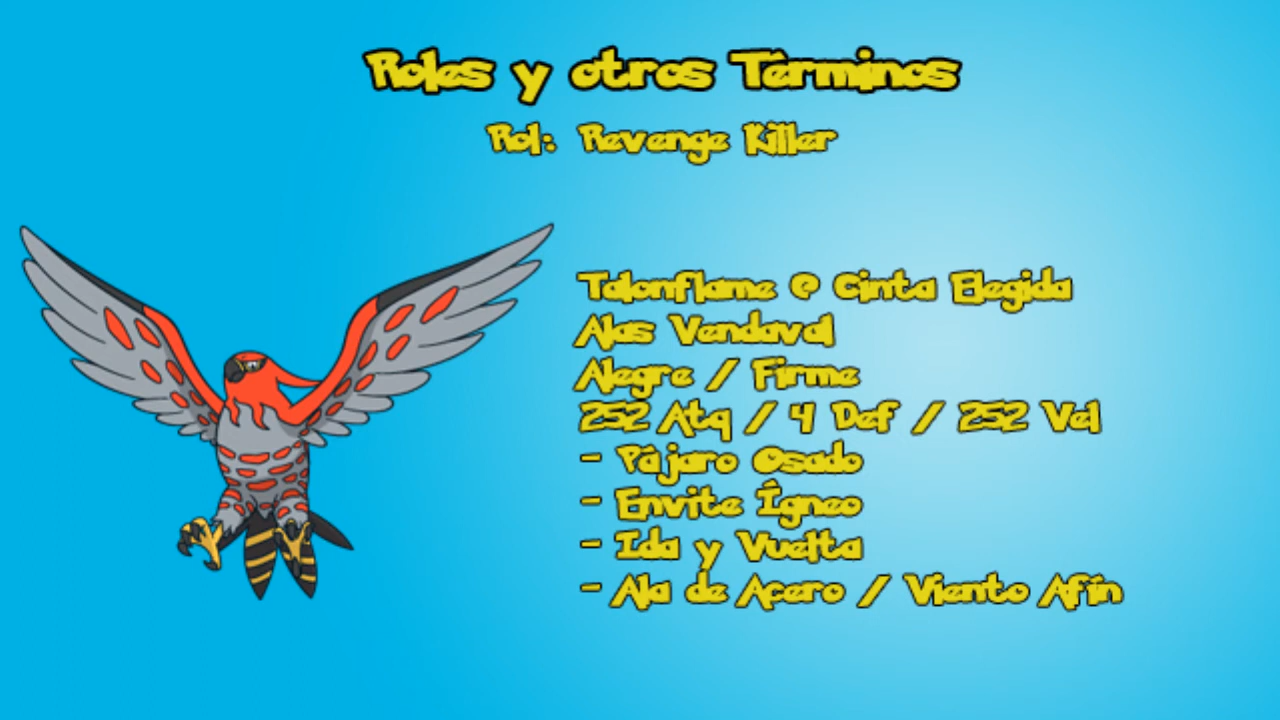 Roles y otros Términos
Rol: Revenge Killer
Talonflame @ Cinta Elegida
Alas Vendaval
Alegre / Firme
252 Atq / 4 Def / 252 Vel
- Pájaro Osado
- Envite Ígneo
- Ida y Vuelta
- Ala de Acero / Viento Afín